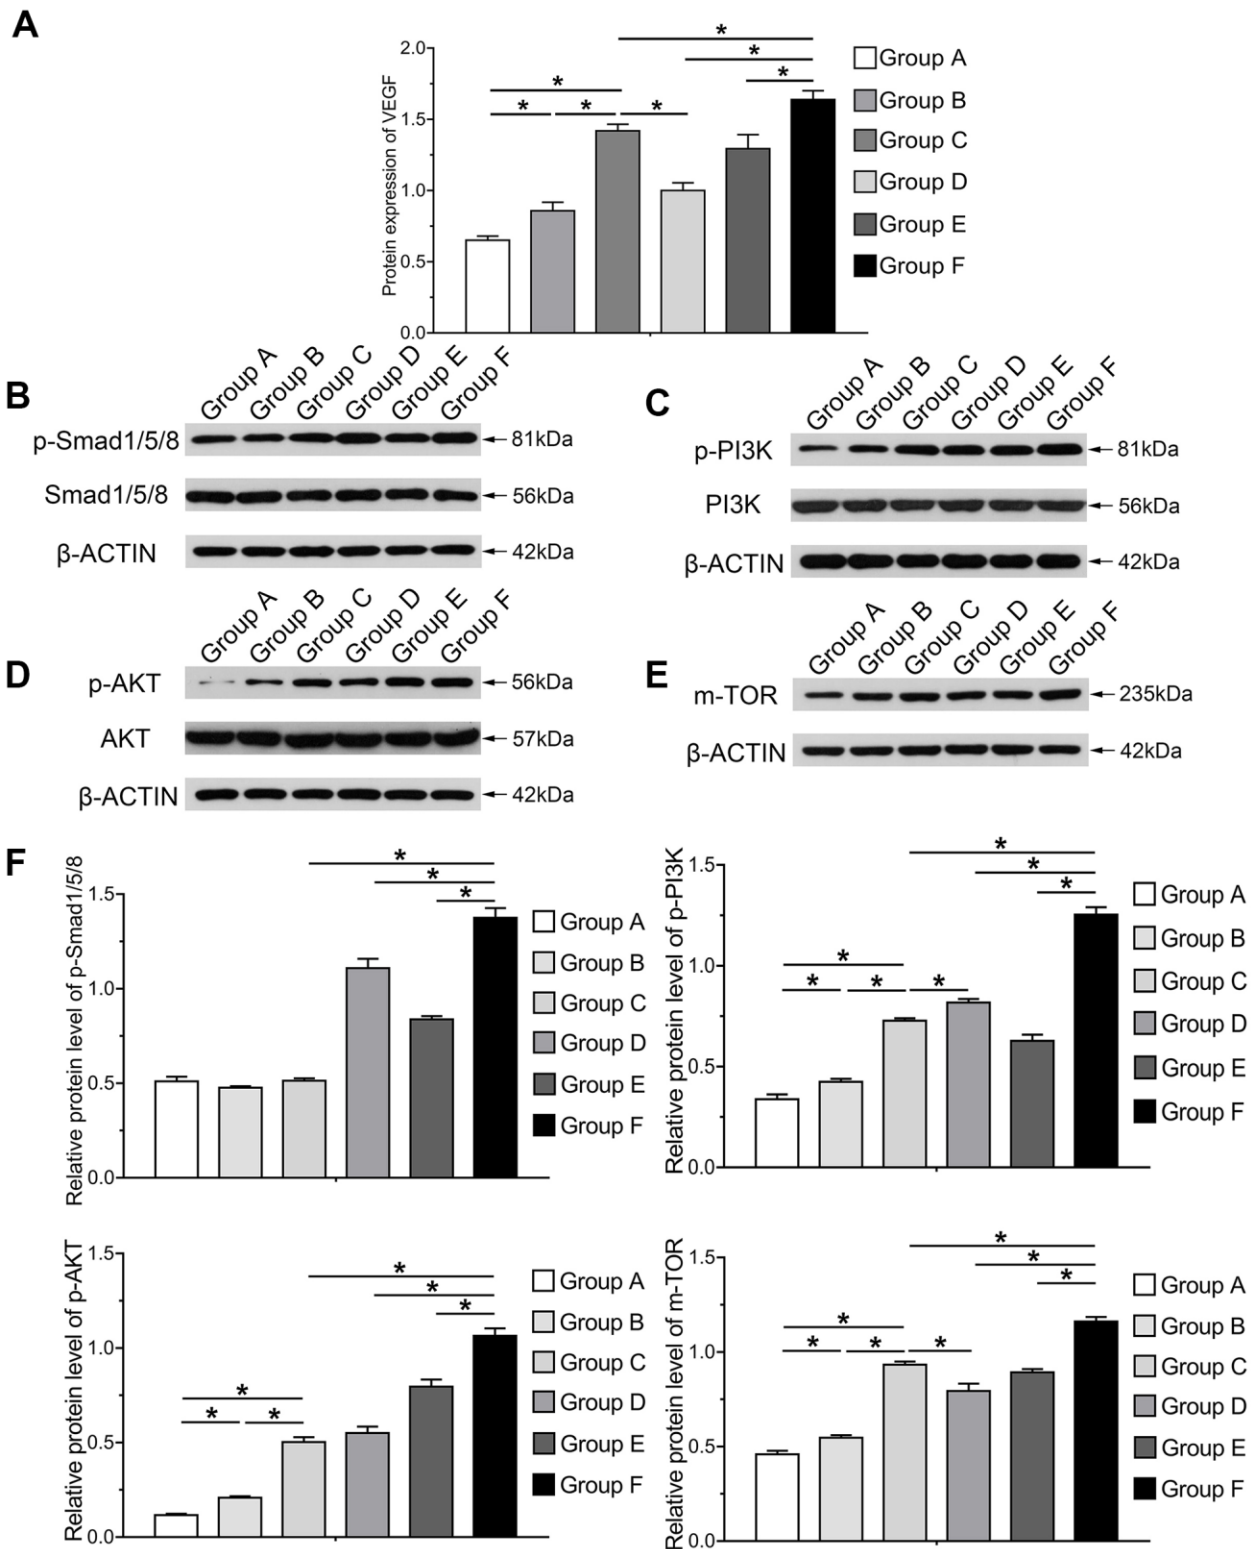 A
Protein expression of VEGF
2.0
1.5
1.0
0.5
0.0
*
*
*
*
*
*
*
Group A
Group B
Group C
Group D
Group E
Group F
B
Group A
Group B
Group C
Group D
Group E
Group F
p-Smad1/5/8
81kDa
Smad1/5/8
56kDa
β-ACTIN
42kDa
C
Group A
Group B
Group C
Group D
Group E
Group F
p-PI3K
81kDa
PI3K
56kDa
β-ACTIN
42kDa
D
Group A
Group B
Group C
Group D
Group E
Group F
p-AKT
56kDa
AKT
57kDa
β-ACTIN
42kDa
E
Group A
Group B
Group C
Group D
Group E
Group F
m-TOR
235kDa
β-ACTIN
42kDa
F
Relative protein level of p-Smad1/5/8
1.5
1.0
0.5
0.0
*
*
*
Group A
Group B
Group C
Group D
Group E
Group F
Relative protein level of p-PI3K
1.5
1.0
0.5
0.0
*
*
*
*
*
*
*
Group A
Group B
Group C
Group D
Group E
Group F
Relative protein level of p-AKT
1.5
1.0
0.5
0.0
*
*
*
*
*
*
Group A
Group B
Group C
Group D
Group E
Group F
Relative protein level of m-TOR
1.5
1.0
0.5
0.0
*
*
*
*
*
*
*
Group A
Group B
Group C
Group D
Group E
Group F